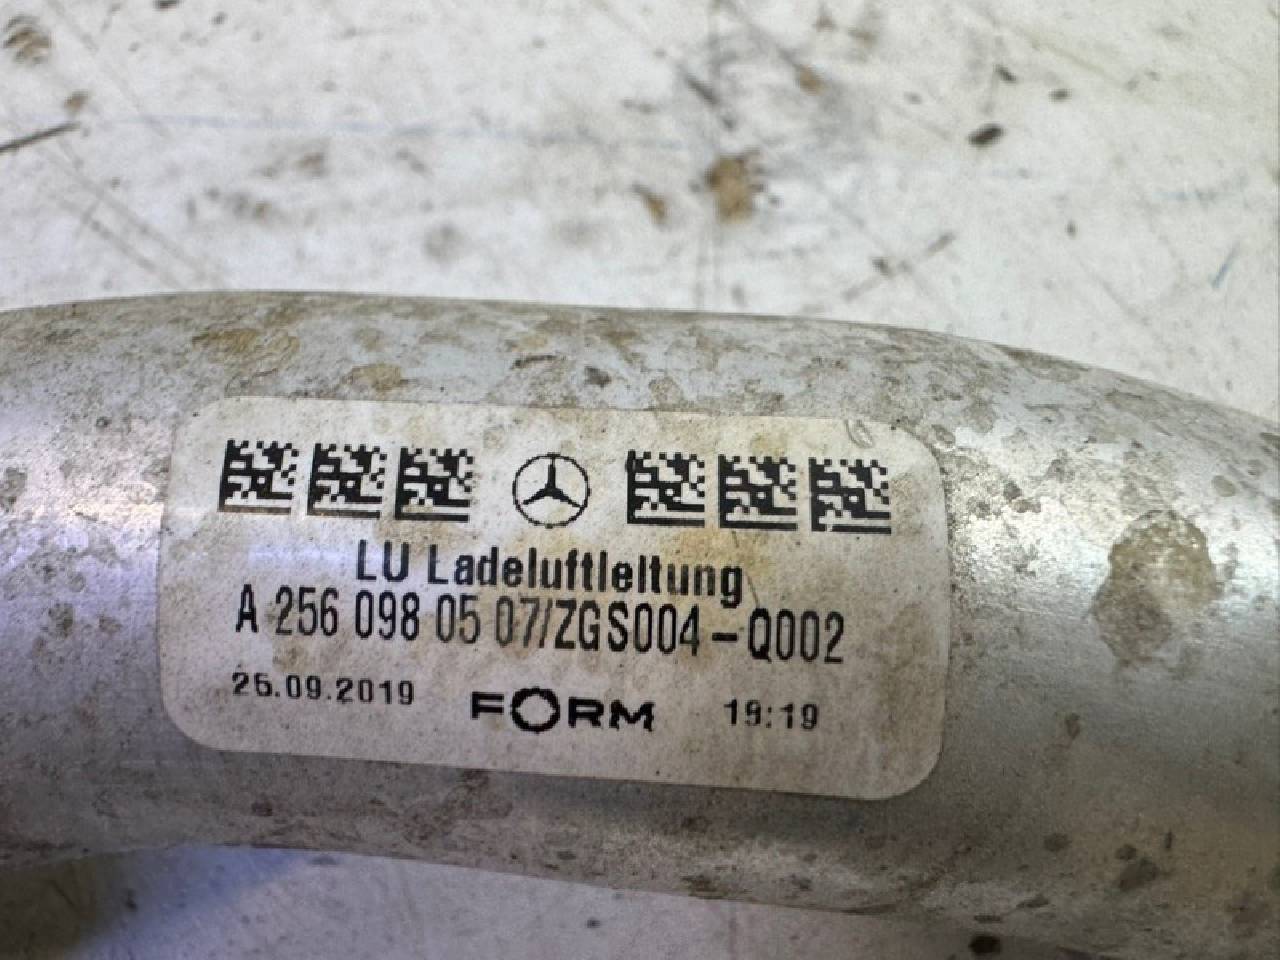 LU Ladeluftleitung
A 256 098 05 07/ZGS004-Q002
26.09.2019 FORM 19:19